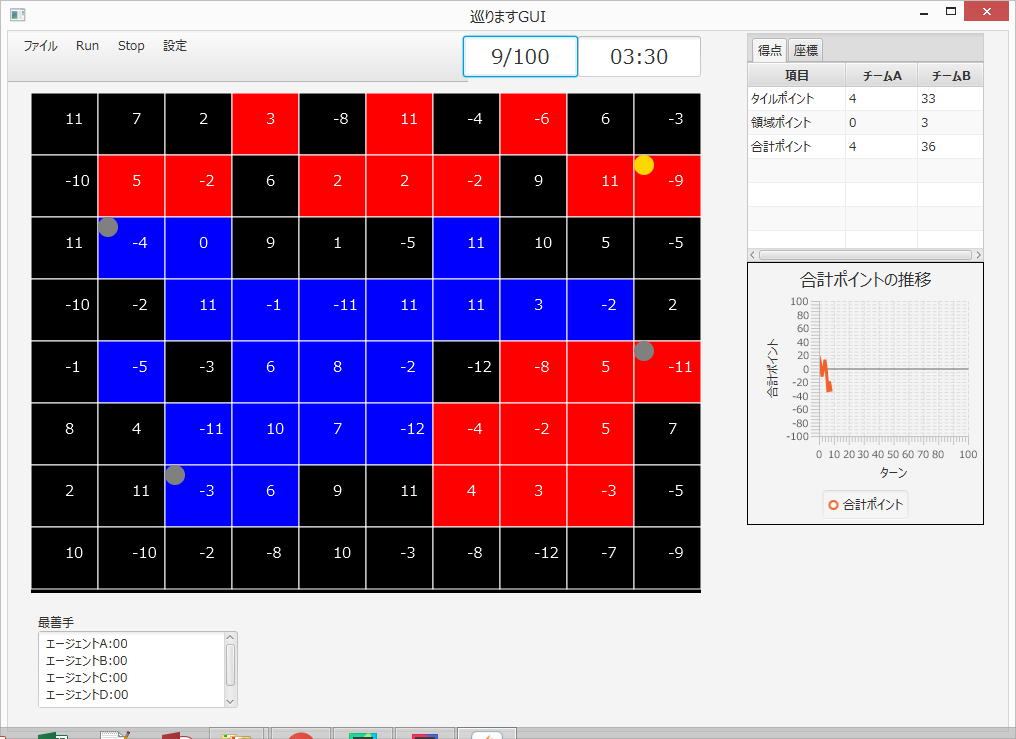 巡りますGUI
ファイル Run Stop 設定
9/100 03:30
11 7 2 3 -8 11 -4 -6 6 -3
-10 5 -2 6 2 2 -2 9 11 -9
11 -4 0 9 1 -5 11 10 5 -5
-10 -2 11 -1 -11 11 11 3 -2 2
-1 -5 -3 6 8 -2 -12 -8 5 -11
8 4 -11 10 7 -12 -4 -2 5 7
2 11 -3 6 9 11 4 3 -3 -5
10 -10 -2 -8 10 -3 -8 -12 -7 -9
得点 座標
項目 チームA チームB
タイルポイント 4 33
領域ポイント 0 3
合計ポイント 4 36
合計ポイントの推移
合計ポイント
100
80
60
40
20
0
-20
-40
-60
-80
-100
0 10 20 30 40 50 60 70 80 100
ターン
合計ポイント
最善手
エージェントA:00
エージェントB:00
エージェントC:00
エージェントD:00